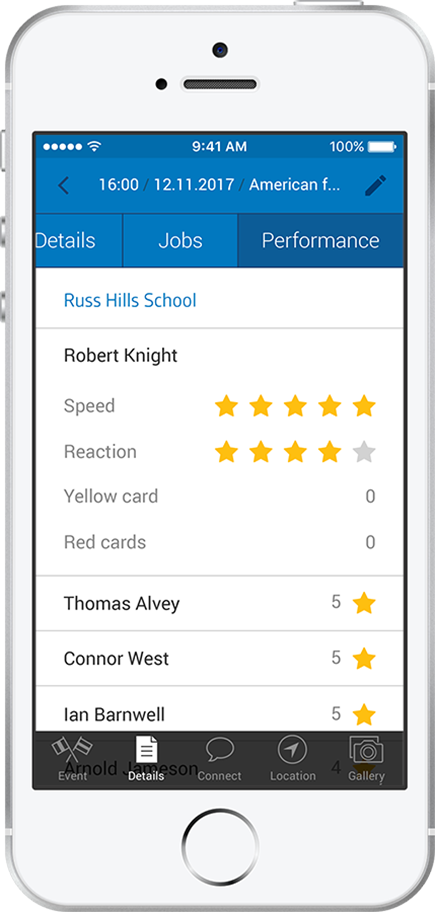 9:41 AM 100%
16:00 / 12.11.2017 / American f...
Details Jobs Performance
Russ Hills School
Robert Knight
Speed
Reaction
Yellow card 0
Red cards 0
Thomas Alvey 5
Connor West 5
Ian Barnwell 5
Arnold Jameson 4
Event Details Connect Location Gallery